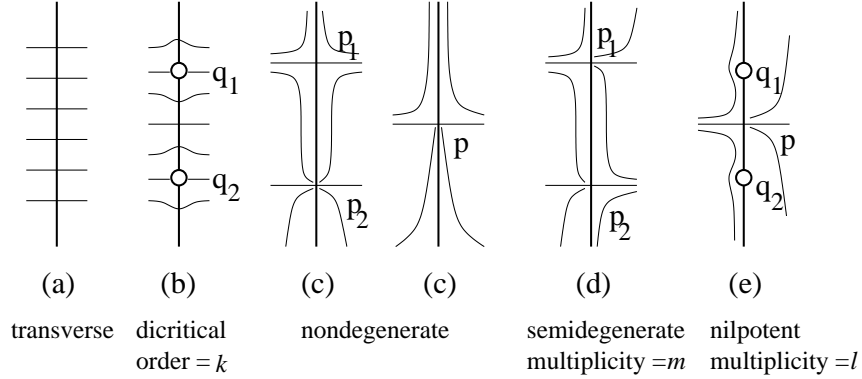 p1
q1
p1
q1
p
p
q2
q2
p2
p2
(a) (b) (c) (c) (d) (e)
transverse dicritical nondegenerate semidegenerate nilpotent
order = k multiplicity =m multiplicity =l